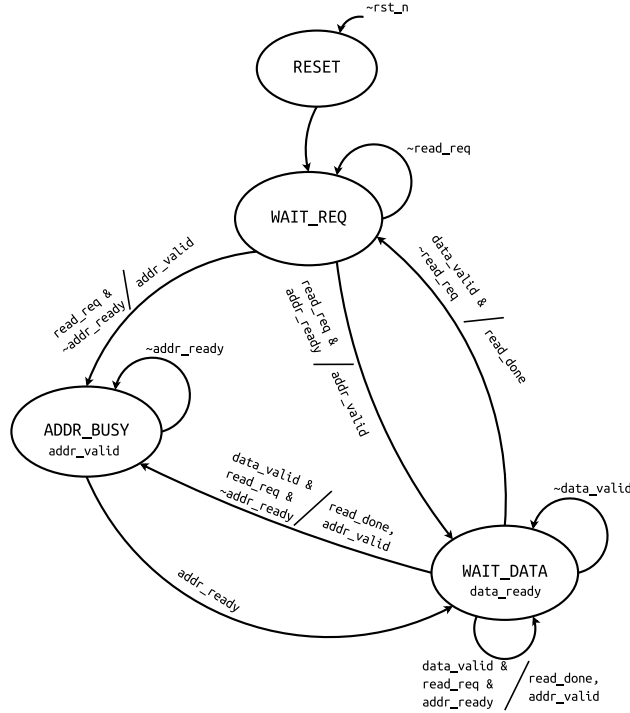 ~rst_n
RESET
~read_req
WAIT_REQ
read_req &
~addr_ready
addr_valid
read_req &
addr_ready
addr_valid
data_valid &
~read_req
read_done
~addr_ready
ADDR_BUSY
addr_valid
data_valid &
read_req &
~addr_ready
read_done,
addr_valid
~data_valid
WAIT_DATA
data_ready
addr_ready
data_valid &
read_req &
addr_ready
read_done,
addr_valid